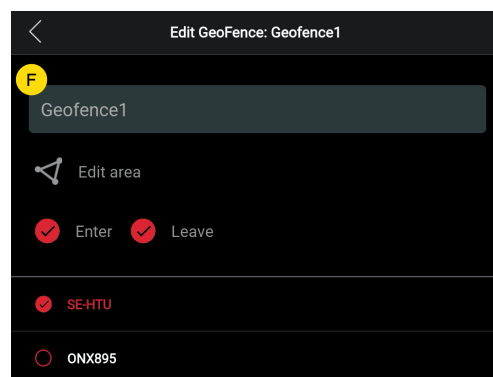 Edit GeoFence: Geofence1
F
Geofence1
Edit area
Enter Leave
SE-HTU
ONX895